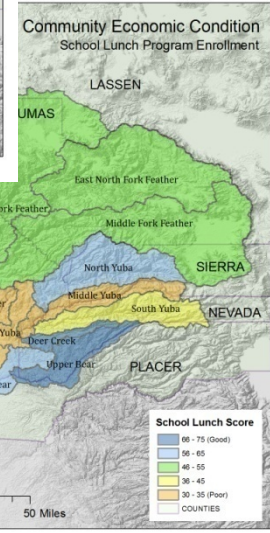 Community Economic Condition
School Lunch Program Enrollment
LASSEN
UMAS
East North Fork Feather
ork Feather
Middle Fork Feather
North Yuba
SIERRA
Middle Yuba
South Yuba
NEVADA
Yuba
Deer Creek
Upper Bear
PLACER
ear
School Lunch Score
66 - 75 (Good)
56 - 65
46 - 55
36 - 45
30 - 35 (Poor)
COUNTIES
50 Miles